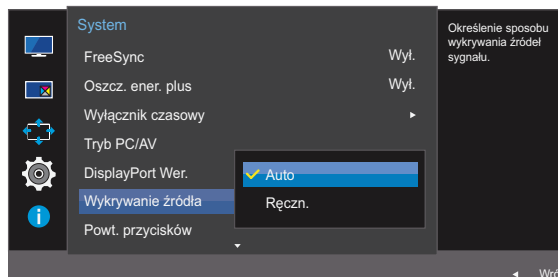 System
FreeSync Wył.
Oszcz. ener. plus Wył.
Wyłącznik czasowy
Tryb PC/AV
DisplayPort Wer.
Auto
Wykrywanie źródła
Ręczn.
Powt. przycisków
Określenie sposobu
wykrywania źródeł
sygnału.